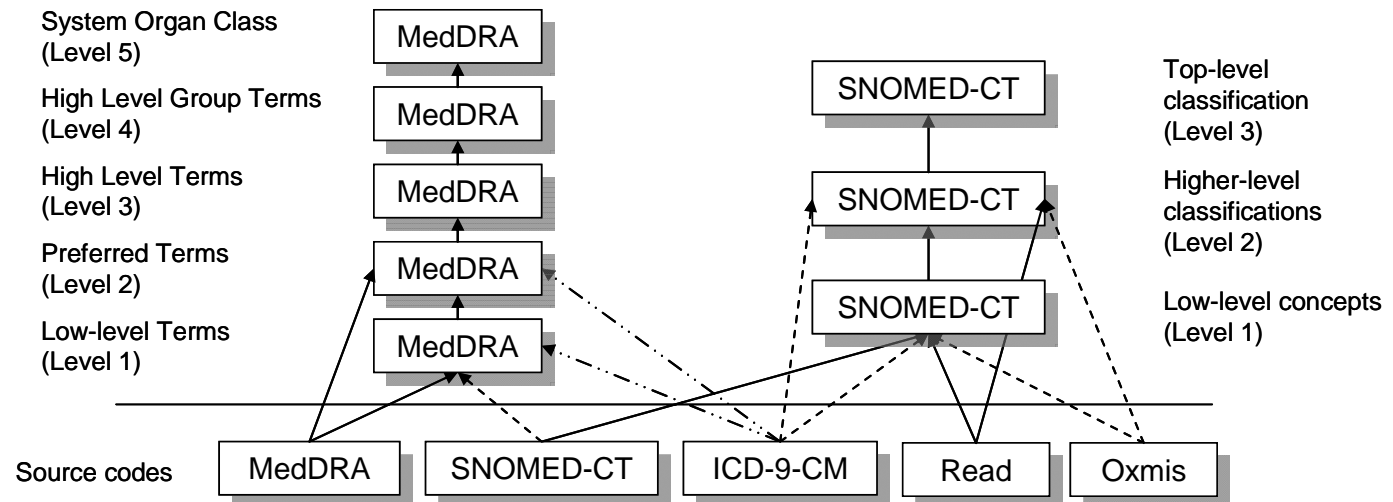 System Organ Class
(Level 5)
MedDRA
High Level Group Terms
(Level 4)
MedDRA
High Level Terms
(Level 3)
MedDRA
Preferred Terms
(Level 2)
MedDRA
Low-level Terms
(Level 1)
MedDRA
SNOMED-CT
Top-level
classification
(Level 3)
SNOMED-CT
Higher-level
classifications
(Level 2)
SNOMED-CT
Low-level concepts
(Level 1)
Source codes
MedDRA
SNOMED-CT
ICD-9-CM
Read
Oxmis